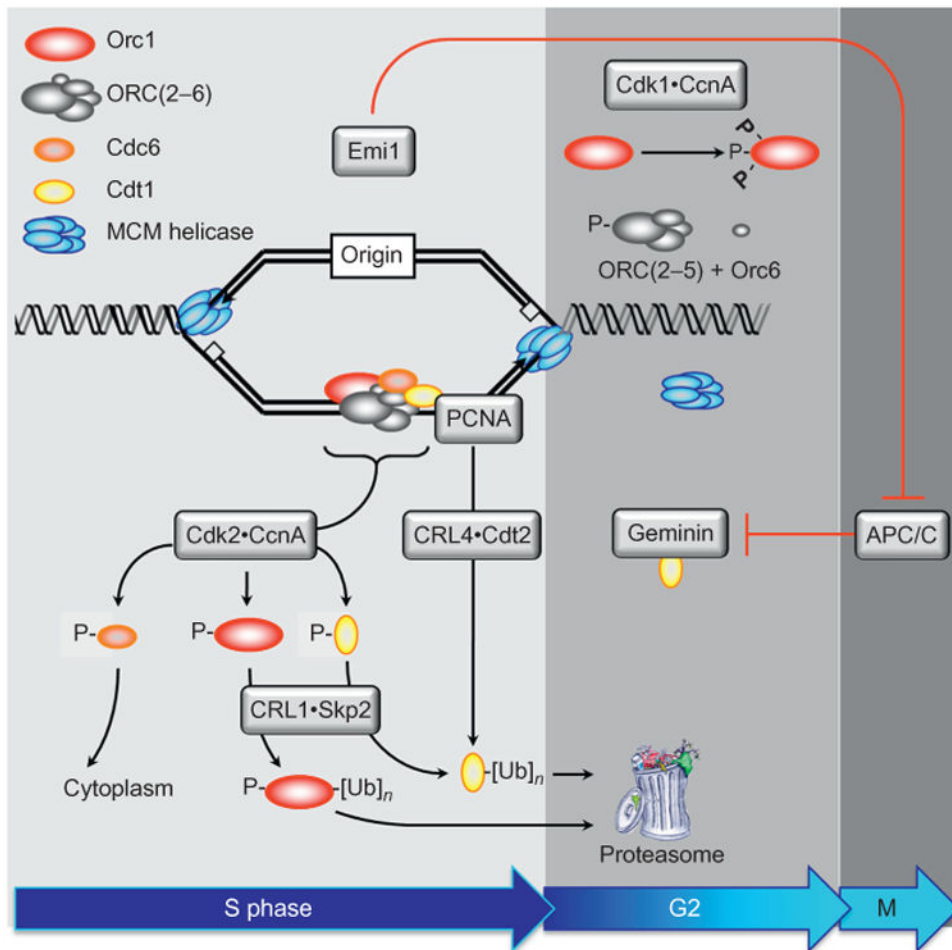 Orc1
ORC(2–6)
Cdc6
Cdt1
MCM helicase
Emi1
Cdk1•CcnA
P
P-
P
P-
ORC(2–5) + Orc6
Origin
PCNA
Cdk2•CcnA
CRL4•Cdt2
Geminin
APC/C
P-
P-
P-
CRL1•Skp2
Cytoplasm
P-
-[Ub]n
-[Ub]n
Proteasome
S phase
G2
M